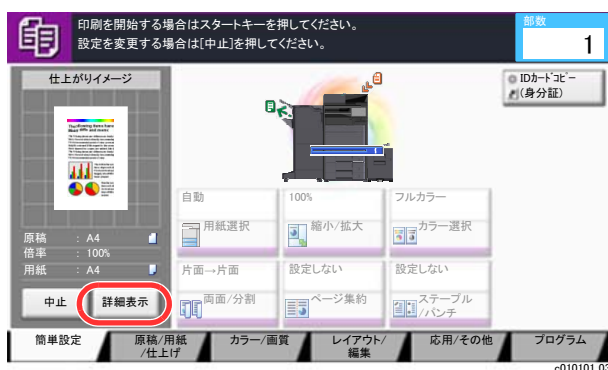 印刷を開始する場合はスタートキーを押してください。
設定を変更する場合は[中止]を押してください。
部数
1
仕上がりイメージ
IDカードコピー
(身分証)
原稿 : A4
倍率 : 100%
用紙 : A4
中止
詳細表示
自動
用紙選択
100%
縮小/拡大
フルカラー
カラー選択
片面→片面
両面/分割
設定しない
ページ集約
設定しない
ステープル
/パンチ
簡単設定
原稿/用紙
/仕上げ
カラー/画質
レイアウト/
編集
応用/その他
プログラム
c010101_03